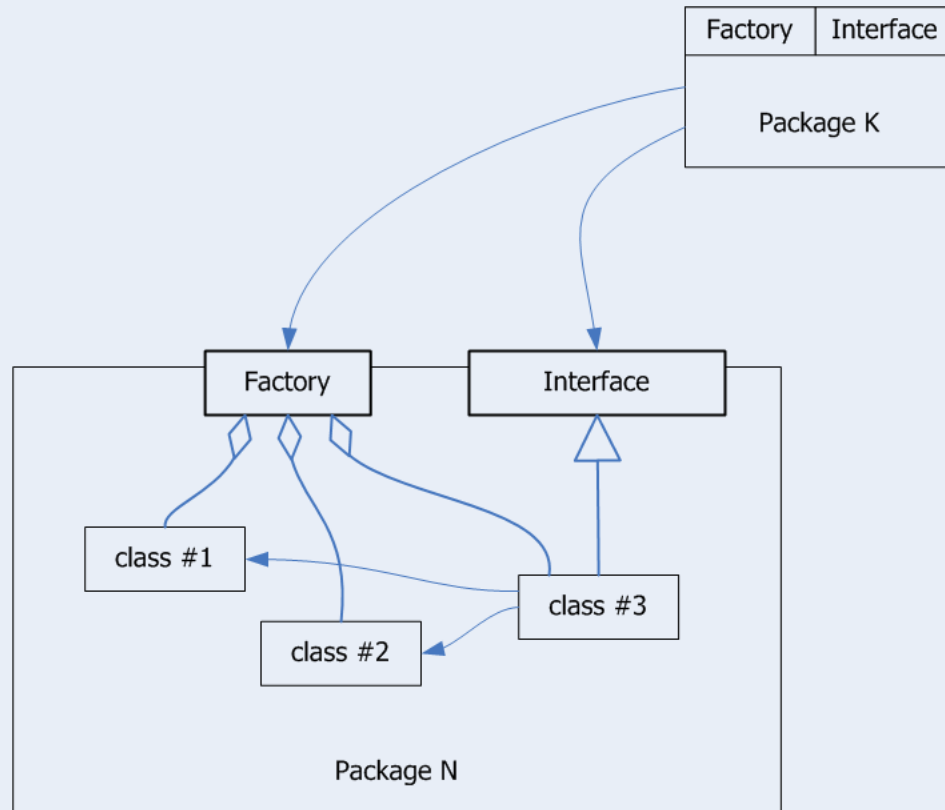 Factory
Interface
Package K
Factory
Interface
class #1
class #3
class #2
Package N